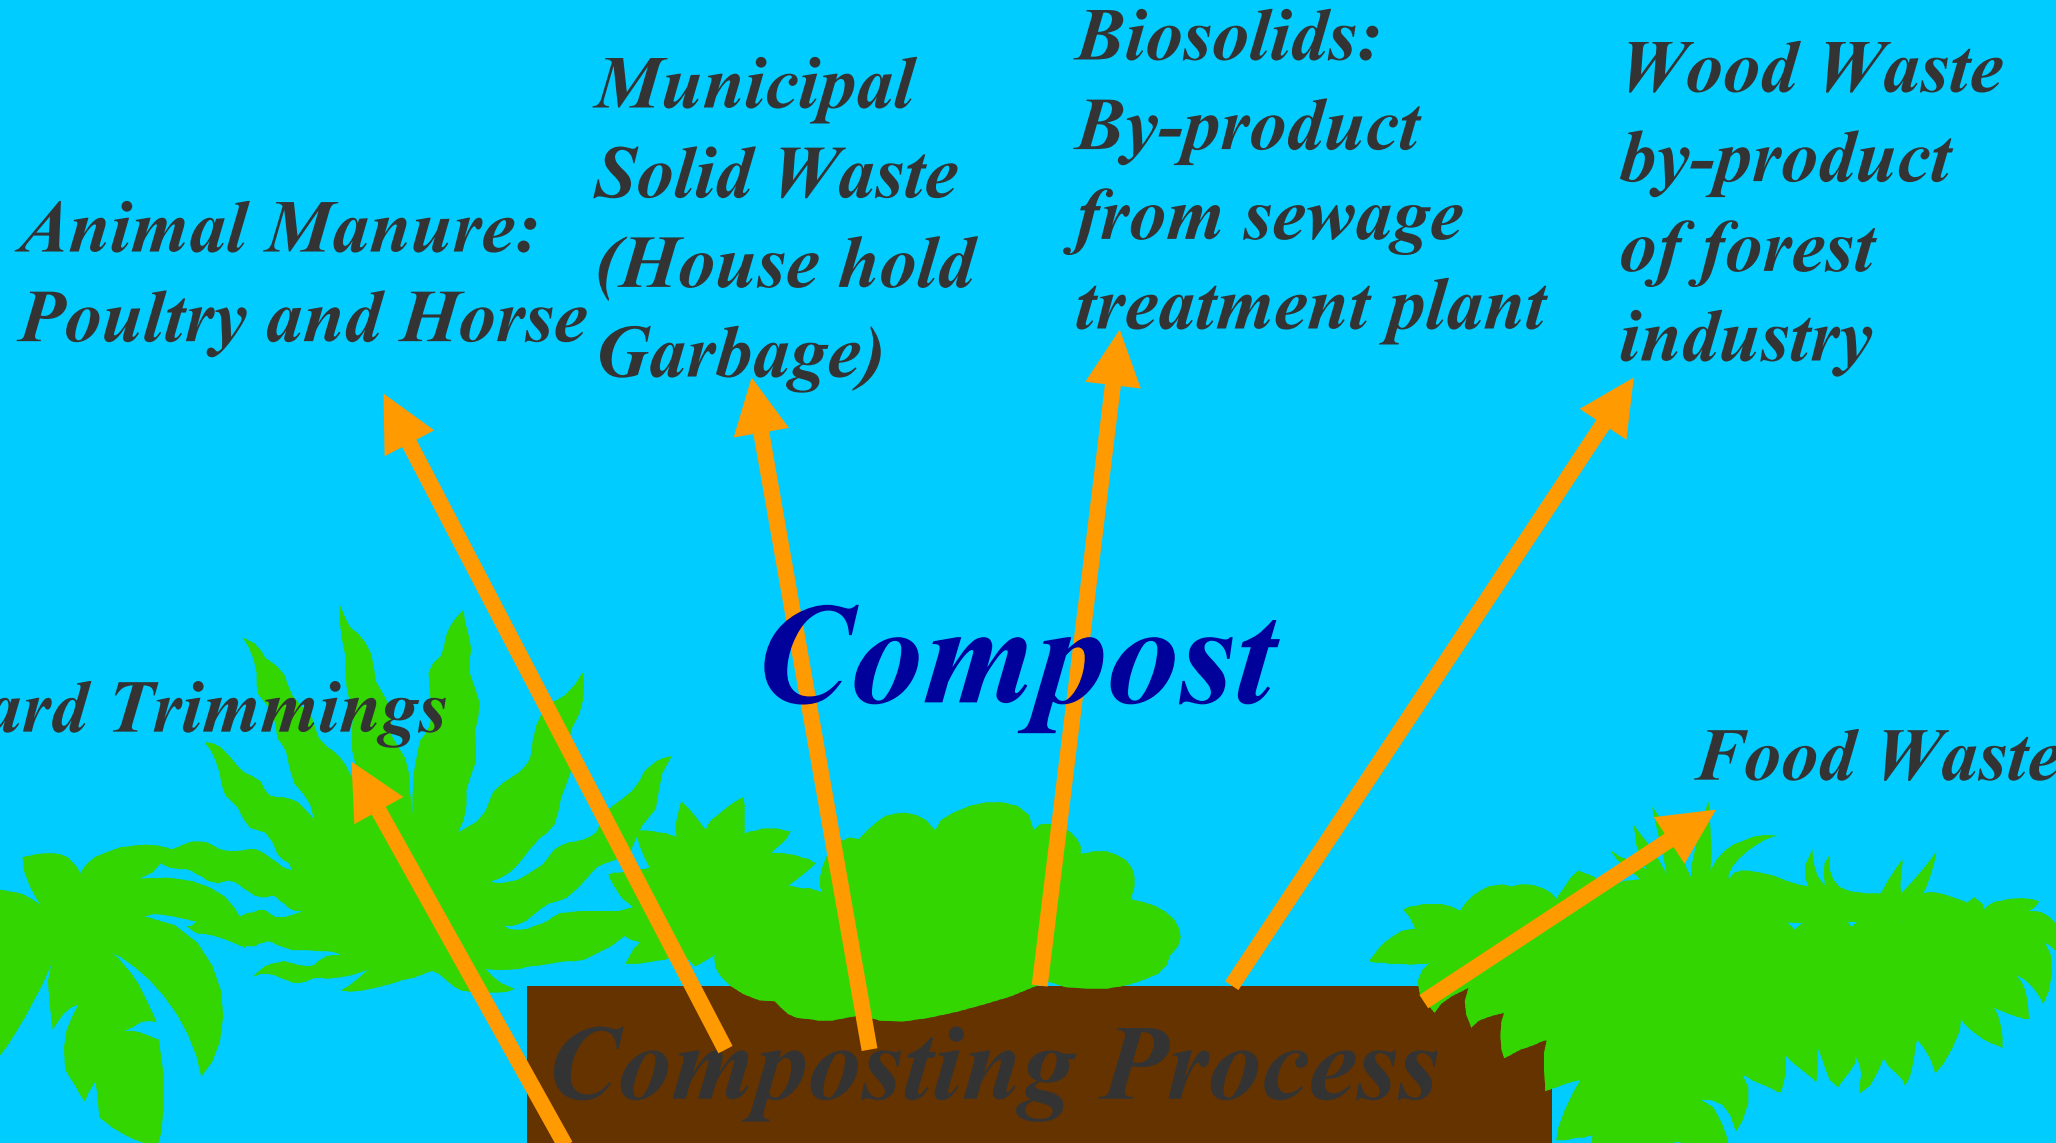 Animal Manure:
Poultry and Horse
Municipal
Solid Waste
(House hold
Garbage)
Biosolids:
By-product
from sewage
treatment plant
Wood Waste
by-product
of forest
industry
Compost
ard Trimmings
Food Waste
Composting Process